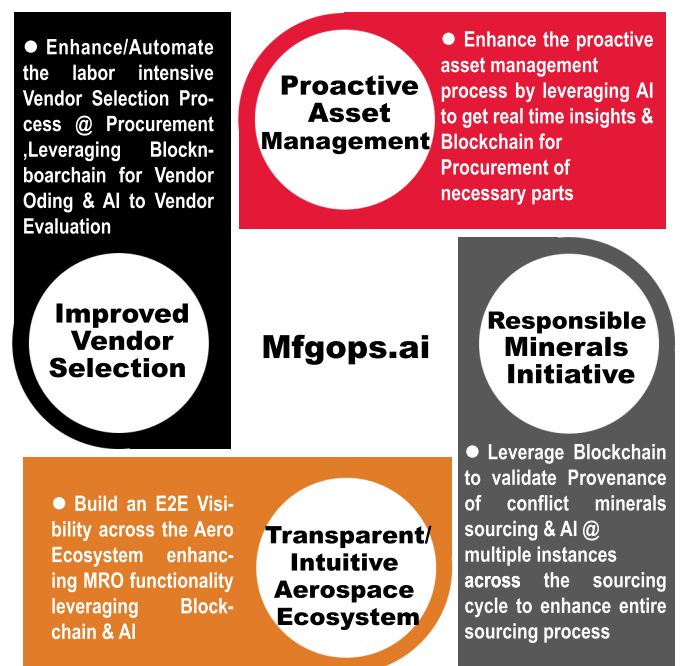 ● Enhance/Automate
the labor intensive
Vendor Selection Pro-
cess @ Procurement
,Leveraging Blockn-
boarchain for Vendor
Oding & AI to Vendor
Evaluation
Improved
Vendor
Selection
Proactive
Asset
Management
● Enhance the proactive
asset management
process by leveraging AI
to get real time insights &
Blockchain for
Procurement of
necessary parts
Mfgops.ai
Responsible
Minerals
Initiative
● Leverage Blockchain
to validate Provenance
of conflict minerals
sourcing & AI @
multiple instances
across the sourcing
cycle to enhance entire
sourcing process
● Build an E2E Visi-
bility across the Aero
Ecosystem enhanc-
ing MRO functionality
leveraging Block-
chain & AI
Transparent/
Intuitive
Aerospace
Ecosystem